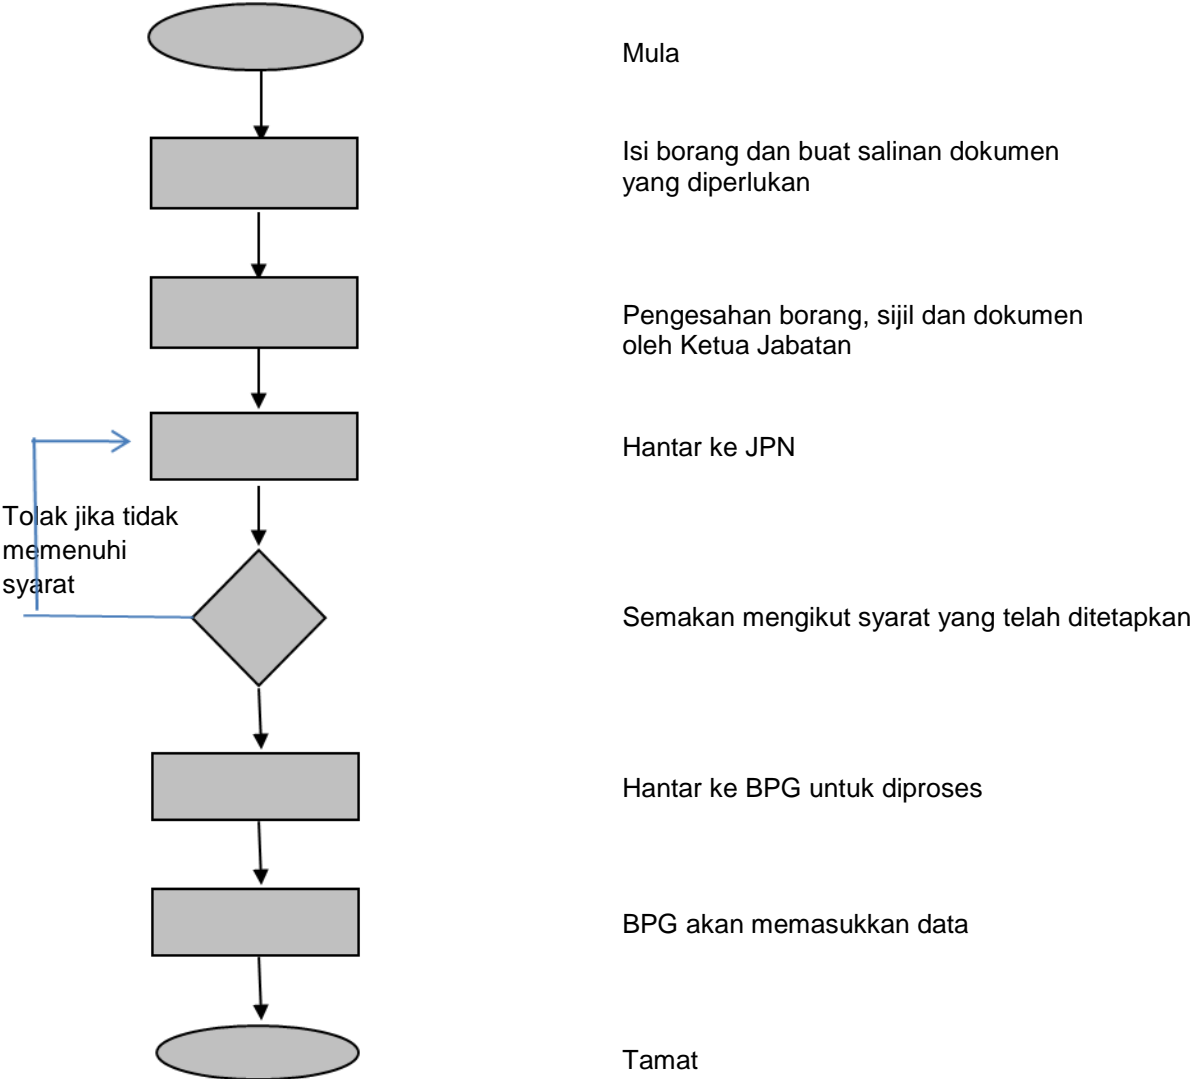 Mula
Isi borang dan buat salinan dokumen
yang diperlukan
Pengesahan borang, sijil dan dokumen
oleh Ketua Jabatan
Hantar ke JPN
Tolak jika tidak
memenuhi
syarat
Semakan mengikut syarat yang telah ditetapkan
Hantar ke BPG untuk diproses
BPG akan memasukkan data
Tamat